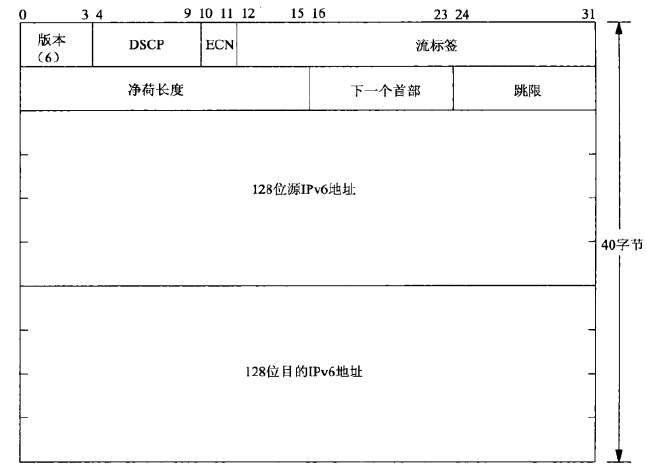 0 3 4 9 10 11 12 15 16 23 24 31
版本
（6）
DSCP
ECN
流标签
净荷长度
下一个首部
跳限
128位源IPv6地址
40字节
128位目的IPv6地址